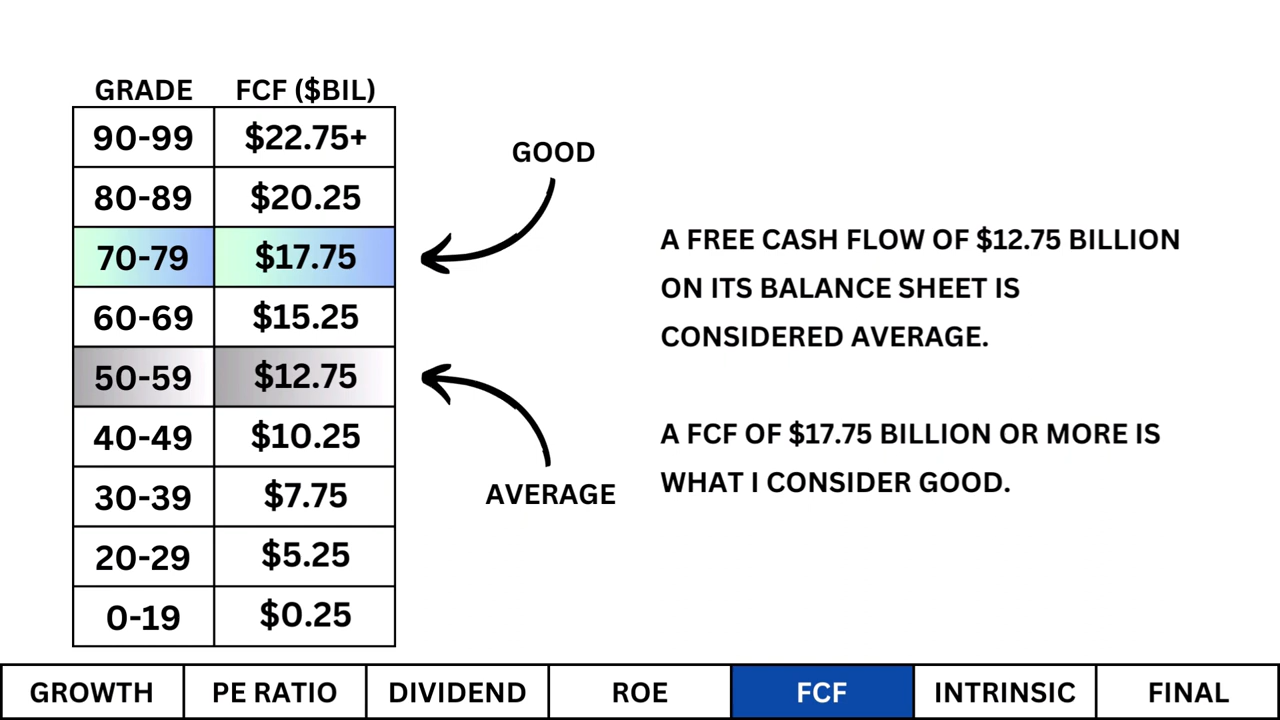 GRADE FCF ($BIL)
90-99 $22.75+
80-89 $20.25
70-79 $17.75
60-69 $15.25
50-59 $12.75
40-49 $10.25
30-39 $7.75
20-29 $5.25
0-19 $0.25
GOOD
AVERAGE
A FREE CASH FLOW OF $12.75 BILLION
ON ITS BALANCE SHEET IS
CONSIDERED AVERAGE.
A FCF OF $17.75 BILLION OR MORE IS
WHAT I CONSIDER GOOD.
GROWTH PE RATIO DIVIDEND ROE FCF INTRINSIC FINAL